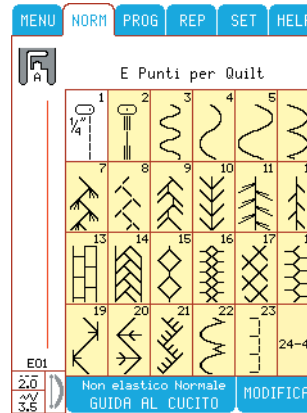 MENU NORM PROG REP SET HELP
A
E Punti per Quilt
1 2 3 4 5
1/4"
7 8 9 10 11
13 14 15 16 17
19 20 21 22 23
24-4
E01
2.0
3.5
Non elastico Normale
GUIDA AL CUCITO
MODIFIC